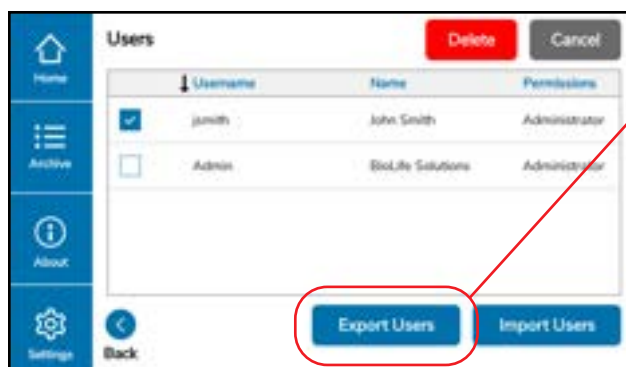 Home
Archive
About
Settings
Users
Delete Cancel
Username Name Permissions
jsmith John Smith Administrator
Admin BioLife Solutions Administrator
Back
Export Users Import Users